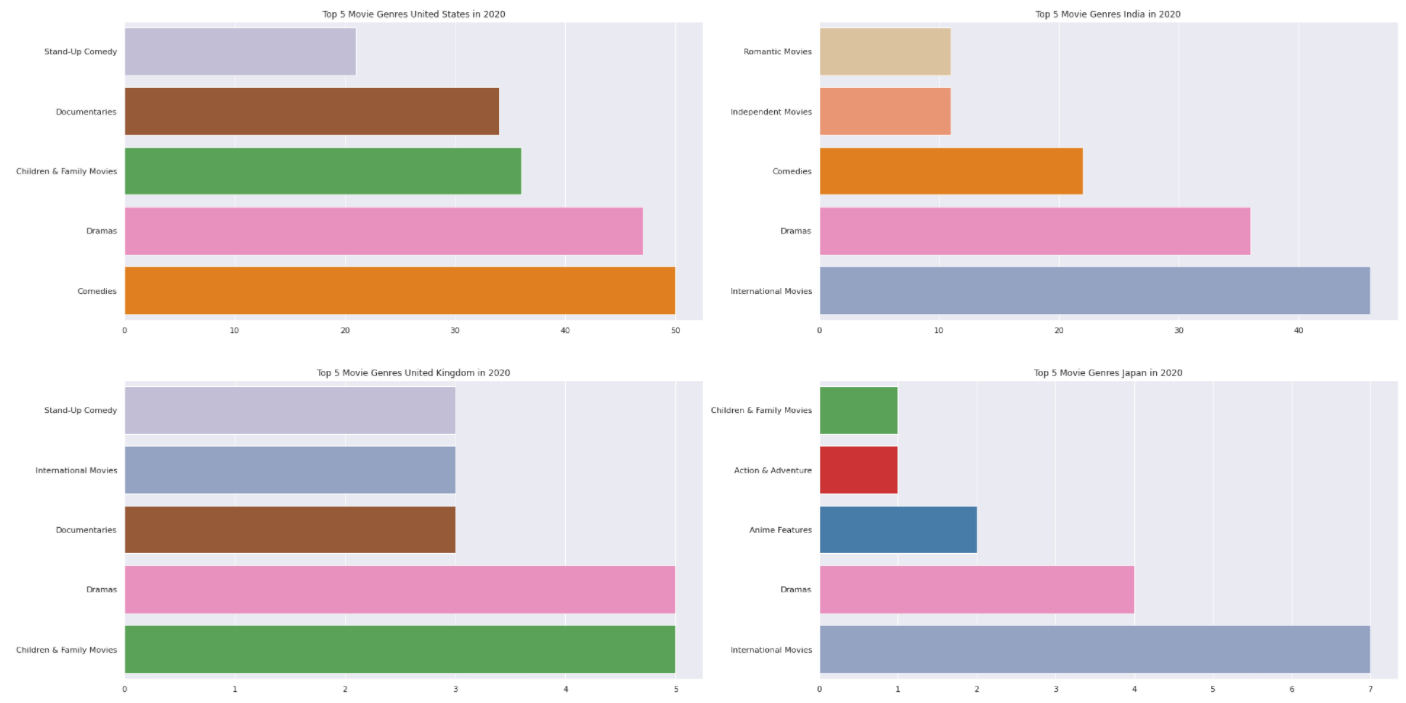 Top 5 Movie Genres United States in 2020
Stand-Up Comedy
Documentaries
Children & Family Movies
Dramas
Comedies
0 10 20 30 40 50
Top 5 Movie Genres India in 2020
Romantic Movies
Independent Movies
Comedies
Dramas
International Movies
0 10 20 30 40
Top 5 Movie Genres United Kingdom in 2020
Stand-Up Comedy
International Movies
Documentaries
Dramas
Children & Family Movies
0 1 2 3 4 5
Top 5 Movie Genres Japan in 2020
Children & Family Movies
Action & Adventure
Anime Features
Dramas
International Movies
0 1 2 3 4 5 6 7